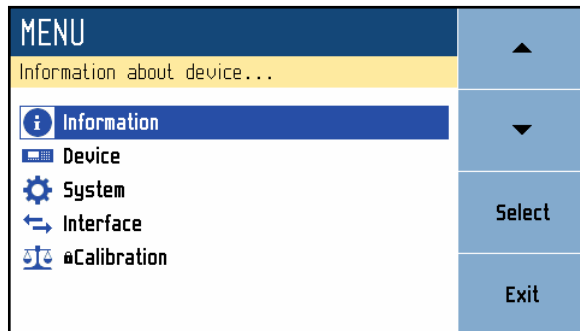 MENU
Information about device...
Information
Device
System
Interface
Calibration
Select
Exit